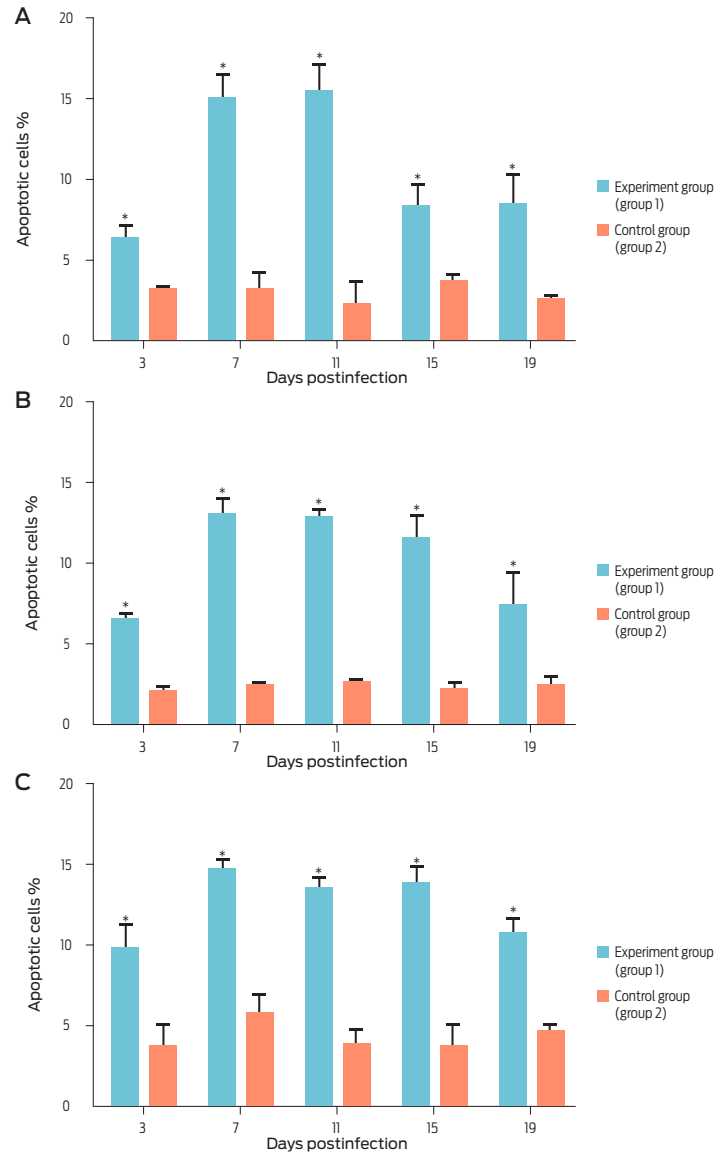 A
20
15
10
5
0
Apoptotic cells %
*
*
*
*
*
3
7
11
15
19
Days postinfection
Experiment group
(group 1)
Control group
(group 2)
B
20
15
10
5
0
Apoptotic cells %
*
*
*
*
*
3
7
11
15
19
Days postinfection
Experiment group
(group 1)
Control group
(group 2)
C
20
15
10
5
0
Apoptotic cells %
*
*
*
*
*
3
7
11
15
19
Days postinfection
Experiment group
(group 1)
Control group
(group 2)